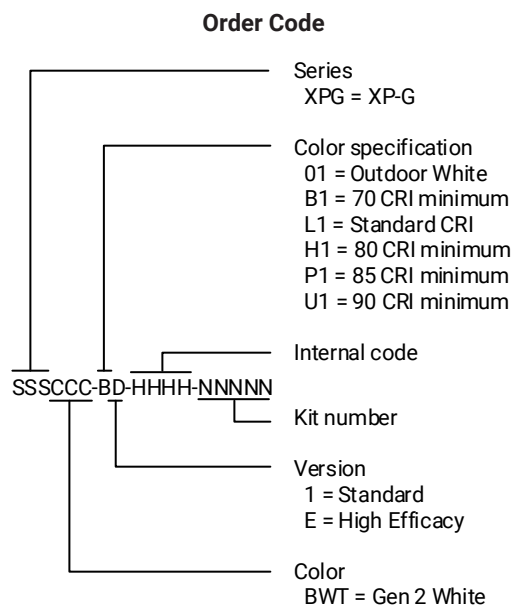 Order Code
Series
XPG = XP-G
Color specification
01 = Outdoor White
B1 = 70 CRI minimum
L1 = Standard CRI
H1 = 80 CRI minimum
P1 = 85 CRI minimum
U1 = 90 CRI minimum
Internal code
SSSCCC-BD-HHHH-NNNNN
Kit number
Version
1 = Standard
E = High Efficacy
Color
BWT = Gen 2 White